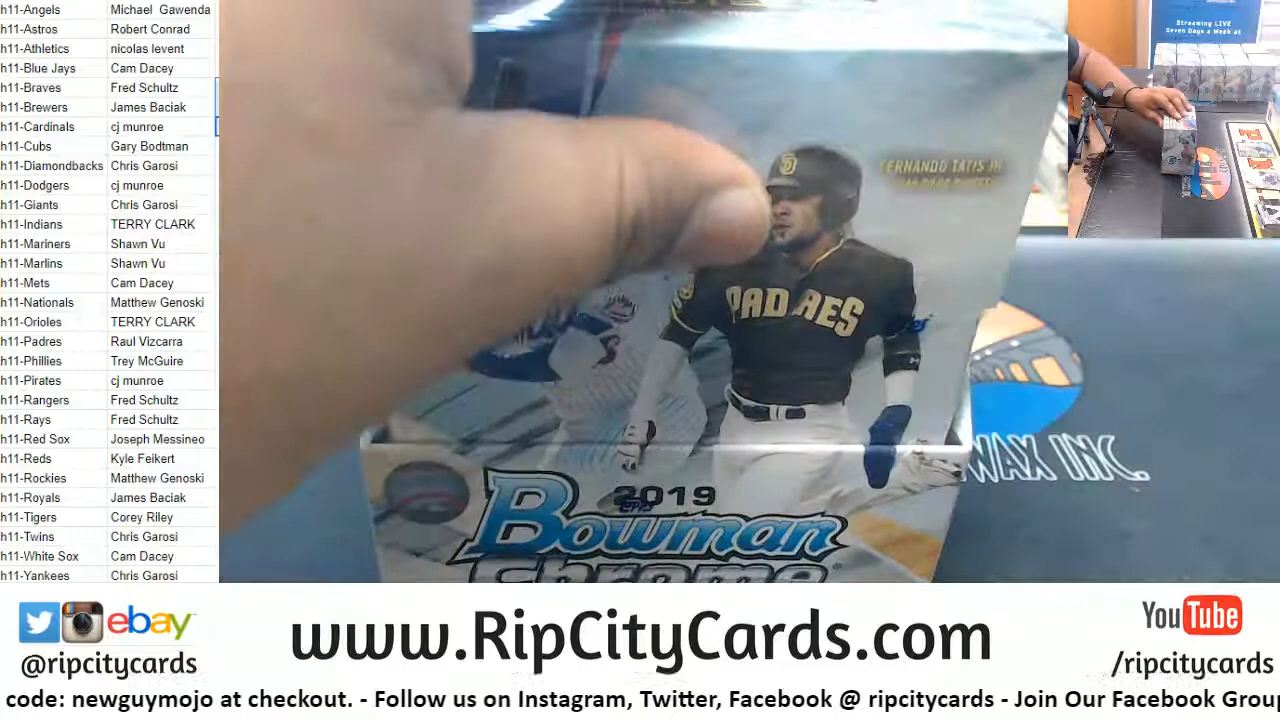 h11-Angels Michael Gawenda
h11-Astros Robert Conrad
h11-Athletics nicolas levent
h11-Blue Jays Cam Dacey
h11-Braves Fred Schultz
h11-Brewers James Baciak
h11-Cardinals cj munroe
h11-Cubs Gary Bodtman
h11-Diamondbacks Chris Garosi
h11-Dodgers cj munroe
h11-Giants Chris Garosi
h11-Indians TERRY CLARK
h11-Mariners Shawn Vu
h11-Marlins Shawn Vu
h11-Mets Cam Dacey
h11-Nationals Matthew Genoski
h11-Orioles TERRY CLARK
h11-Padres Raul Vizcarra
h11-Phillies Trey McGuire
h11-Pirates cj munroe
h11-Rangers Fred Schultz
h11-Rays Fred Schultz
h11-Red Sox Joseph Messineo
h11-Reds Kyle Feikert
h11-Rockies Matthew Genoski
h11-Royals James Baciak
h11-Tigers Corey Riley
h11-Twins Chris Garosi
h11-White Sox Cam Dacey
h11-Yankees Chris Garosi
FERNANDO TATIS JR
PADRES
2019
Topps
Bowman
Chrome
Streaming LIVE
Seven Days a Week at
WAX INC.
ebay
@ripcitycards
www.RipCityCards.com
YouTube
/ripcitycards
code: newguymojo at checkout. - Follow us on Instagram, Twitter, Facebook @ ripcitycards - Join Our Facebook Grou